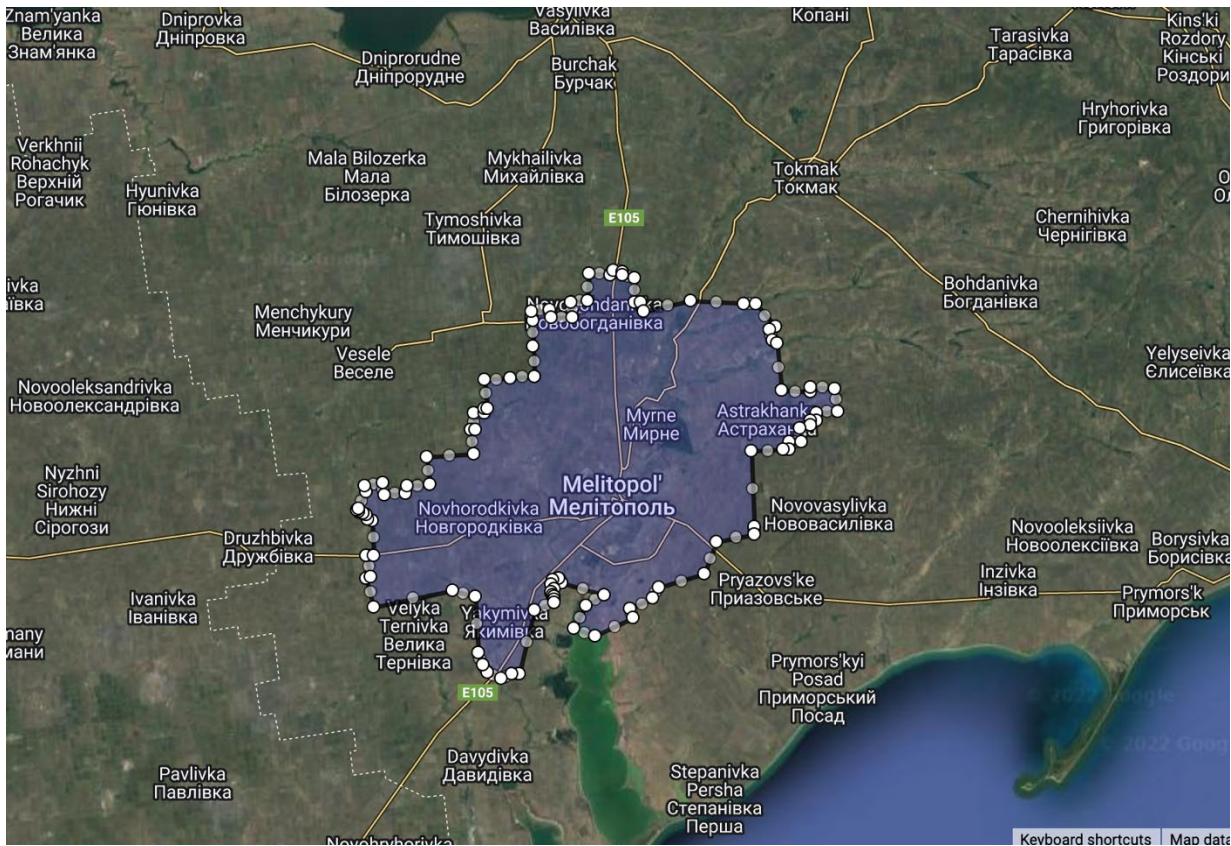 Znam'yanka
Велика
Знам'янка
Dniprovka
Дніпровка
Vasylivka
Василівка
Копані
Tarasivka
Тарасівка
Kins'ki
Rozdory
Кінські
Роздори
Dniprorudne
Дніпрорудне
Burchak
Бурчак
Hryhorivka
Григорівка
Verkhnii
Rohachyk
Верхній
Рогачик
Hyunivka
Гюнівка
Mala Bilozerka
Мала
Білозерка
Mykhailivka
Михайлівка
Tokmak
Токмак
Tymoshivka
Тимошівка
E105
Chernihivka
Чернігівка
Bohdanivka
Богданівка
Menchykury
Менчикури
Vesele
Веселе
Yelyseivka
Єлисеївка
Novooleksandrivka
Новоолександрівка
Myrne
Мирне
Nyzhni
Sirohozy
Нижні
Сірогози
Melitopol'
Мелітополь
Novhorodkivka
Новгородківка
Novovasylivka
Нововасилівка
Druzhbivka
Дружбівка
Novooleksiivka
Новоолексіївка
Borysivka
Борисівка
Inzivka
Інзівка
Pryazovs'ke
Приазовське
Prymors'k
Приморськ
Ivanivka
Іванівка
Velyka
Ternivka
Велика
Тернівка
Yakymivka
Якимівка
Prymors'kyi
Posad
Приморський
Посад
E105
Davydivka
Давидівка
Pavlivka
Павлівка
Stepanivka
Persha
Степанівка
Перша
Novohryhorivka
Keyboard shortcuts
Map data